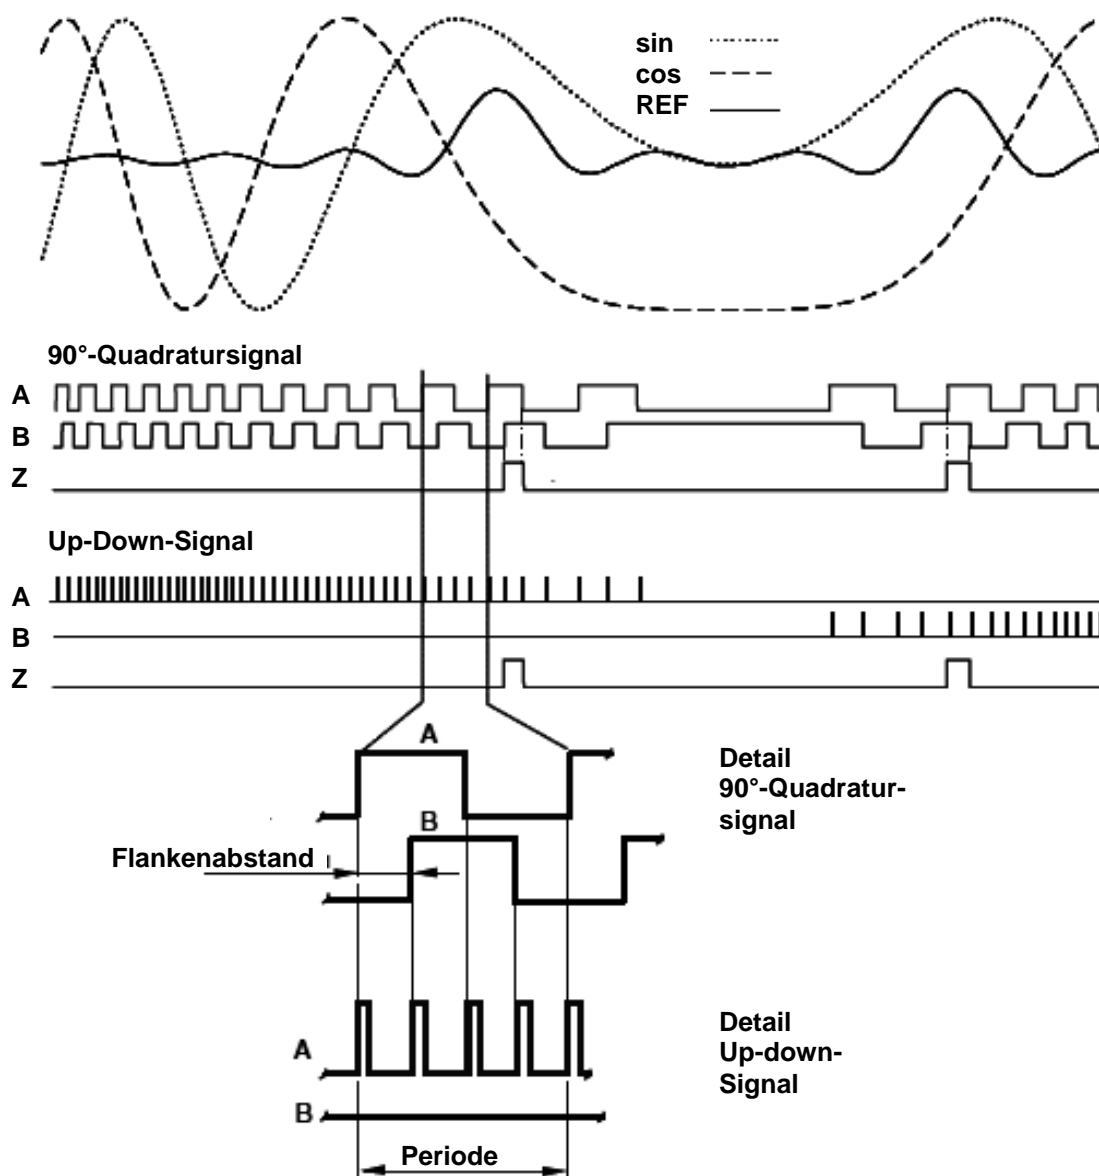 sin
cos
REF
90°-Quadratursignal
A
B
Z
Up-Down-Signal
A
B
Z
A
Detail
90°-Quadratur-
signal
B
Flankenabstand
A
Detail
Up-down-
Signal
B
Periode